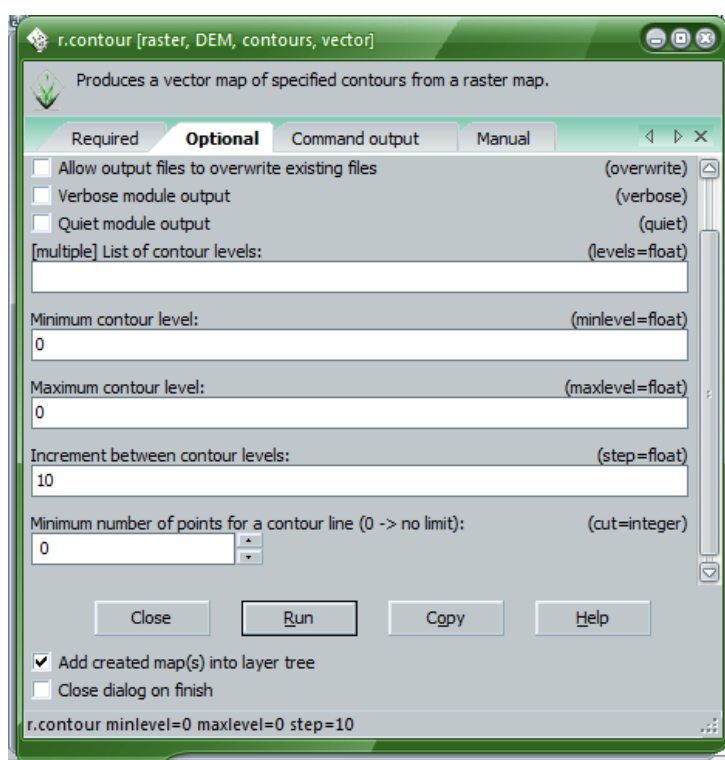 r.contour [raster, DEM, contours, vector]
Produces a vector map of specified contours from a raster map.
Required Optional Command output Manual
Allow output files to overwrite existing files (overwrite)
Verbose module output (verbose)
Quiet module output (quiet)
[multiple] List of contour levels: (levels=float)
Minimum contour level: (minlevel=float)
0
Maximum contour level: (maxlevel=float)
0
Increment between contour levels: (step=float)
10
Minimum number of points for a contour line (0 -> no limit): (cut=integer)
0
Close Run Copy Help
Add created map(s) into layer tree
Close dialog on finish
r.contour minlevel=0 maxlevel=0 step=10